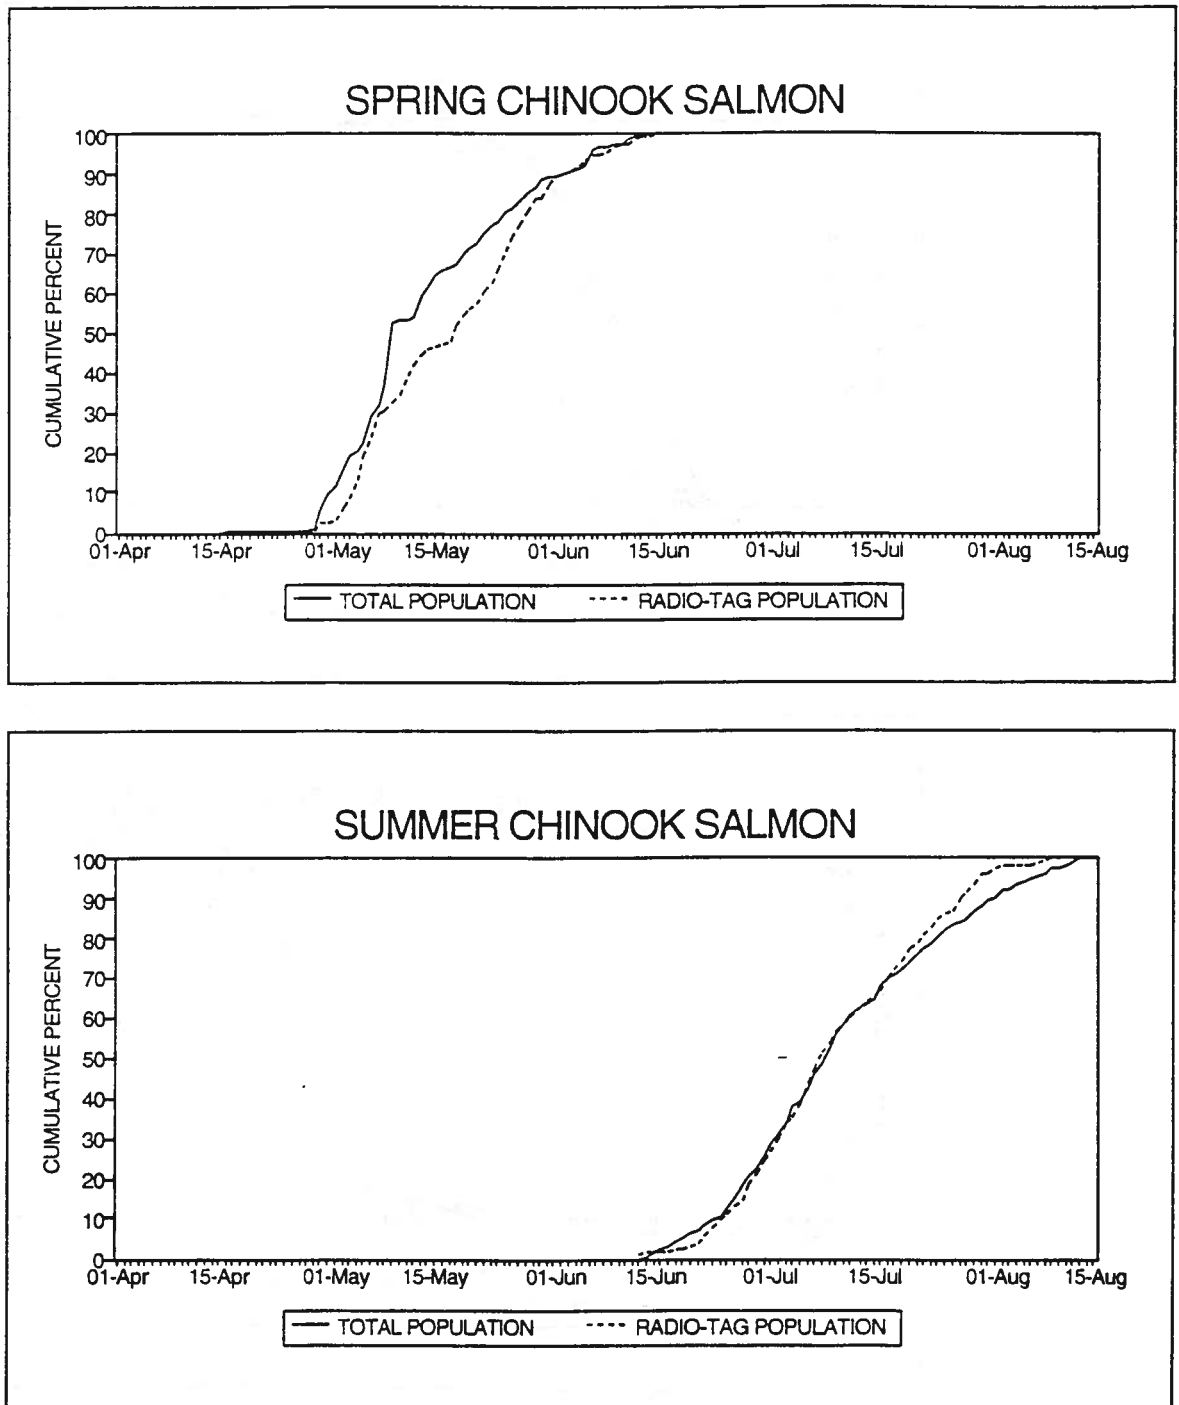 SPRING CHINOOK SALMON
CUMULATIVE PERCENT
100
90
80
70
60
50
40
30
20
10
0
01-Apr 15-Apr 01-May 15-May 01-Jun 15-Jun 01-Jul 15-Jul 01-Aug 15-Aug
TOTAL POPULATION RADIO-TAG POPULATION
SUMMER CHINOOK SALMON
CUMULATIVE PERCENT
100
90
80
70
60
50
40
30
20
10
0
01-Apr 15-Apr 01-May 15-May 01-Jun 15-Jun 01-Jul 15-Jul 01-Aug 15-Aug
TOTAL POPULATION RADIO-TAG POPULATION